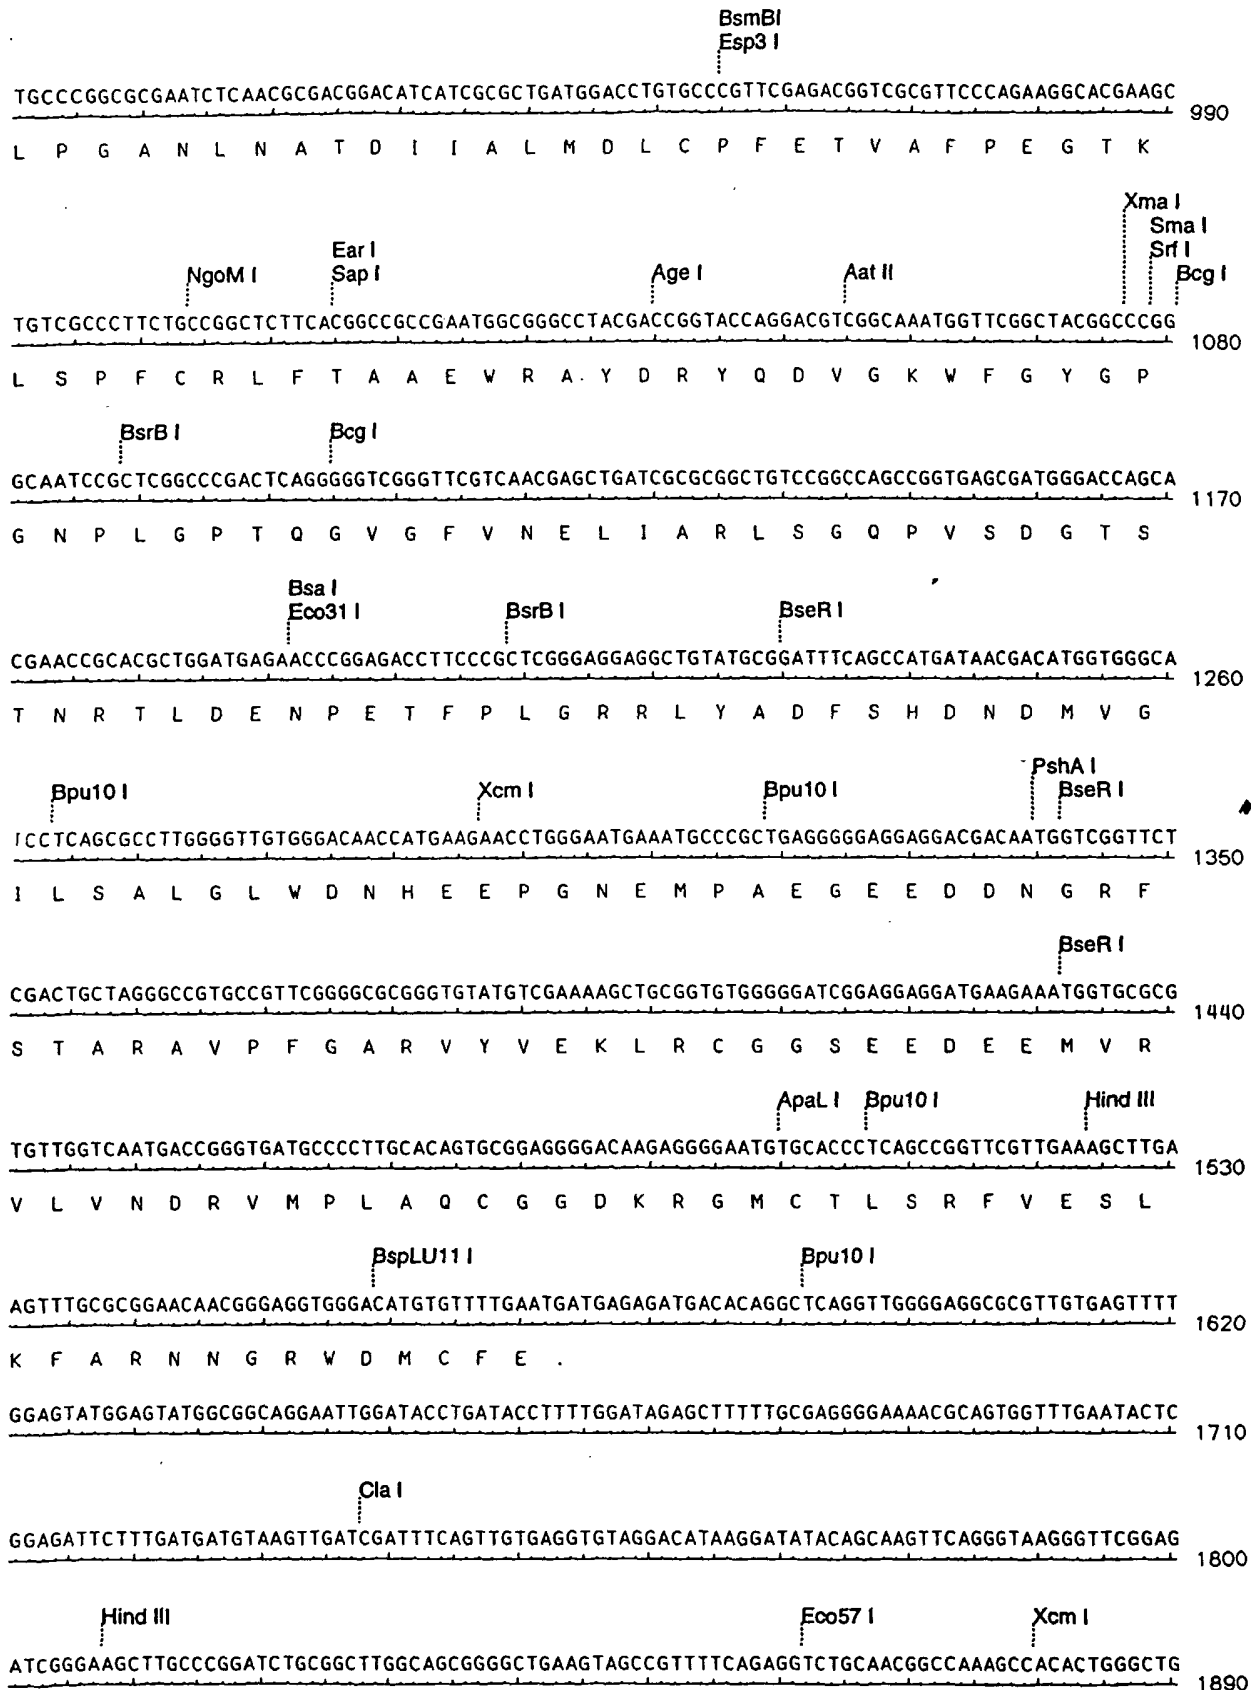 BsmBI
Esp3 I
TGCCCGGCGCGAATCTCAACGCGACGGACATCATCGCGCTGATGGACCTGTGCCCGTTCGAGACGGTCGCGTTCCCAGAAGGCACGAAGC 990
L P G A N L N A T D I I A L M D L C P F E T V A F P E G T K
Xma I
Ear I Sma I
Srf I
NgoM I Sap I Age I Aat II Bcg I
TGTCGCCCTTCTGCCGGCTCTTCACGGCCGCCGAATGGCGGGCCTACGACCGGTACCAGGACGTCGGCAAATGGTTCGGCTACGGCCCGG 1080
L S P F C R L F T A A E W R A Y D R Y Q D V G K W F G Y G P
BsrB I Bcg I
GCAATCCGCTCGGCCCGACTCAGGGGGTCGGGTTCGTCAACGAGCTGATCGCGCGGCTGTCCGGCCAGCCGGTGAGCGATGGGACCAGCA 1170
G N P L G P T Q G V G F V N E L I A R L S G Q P V S D G T S
Bsa I
Eco31 I BsrB I BseR I
CGAACCGCACGCTGGATGAGAACCCGGAGACCTTCCCGCTCGGGAGGAGGCTGTATGCGGATTTCAGCCATGATAACGACATGGTGGGCA 1260
T N R T L D E N P E T F P L G R R L Y A D F S H D N D M V G
PshA I
Bpu10 I Xcm I Bpu10 I BseR I
TCCTCAGCGCCTTGGGGTTGTGGGACAACCATGAAGAACCTGGGAATGAAATGCCCGCTGAGGGGGAGGAGGACGACAATGGTCGGTTCT 1350
I L S A L G L W D N H E E P G N E M P A E G E E D D N G R F
BseR I
CGACTGCTAGGGCCGTGCCGTTCGGGGCGCGGGTGTATGTCGAAAAGCTGCGGTGTGGGGGATCGGAGGAGGATGAAGAAATGGTGCGCG 1440
S T A R A V P F G A R V Y V E K L R C G G S E E D E E M V R
ApaL I Bpu10 I Hind III
TGTTGGTCAATGACCGGGTGATGCCCCTTGCACAGTGCGGAGGGGACAAGAGGGGAATGTGCACCCTCAGCCGGTTCGTTGAAAGCTTGA 1530
V L V N D R V M P L A Q C G G D K R G M C T L S R F V E S L
BspLU11 I Bpu10 I
AGTTTGCGCGGAACAACGGGAGGTGGGACATGTGTTTTGAATGATGAGAGATGACACAGGCTCAGGTTGGGGAGGCGCGTTGTGAGTTTT 1620
K F A R N N G R W D M C F E .
GGAGTATGGAGTATGGCGGCAGGAATTGGATACCTGATACCTTTTGGATAGAGCTTTTTGCGAGGGGAAAACGCAGTGGTTTGAATACTC 1710
Cla I
GGAGATTCTTTGATGATGTAAGTTGATCGATTTCAGTTGTGAGGTGTAGGACATAAGGATATACAGCAAGTTCAGGGTAAGGGTTCGGAG 1800
Hind III Eco57 I Xcm I
ATCGGGAAGCTTGCCCGGATCTGCGGCTTGGCAGCGGGGCTGAAGTAGCCGTTTTCAGAGGTCTGCAACGGCCAAAGCCACACTGGGCTG 1890